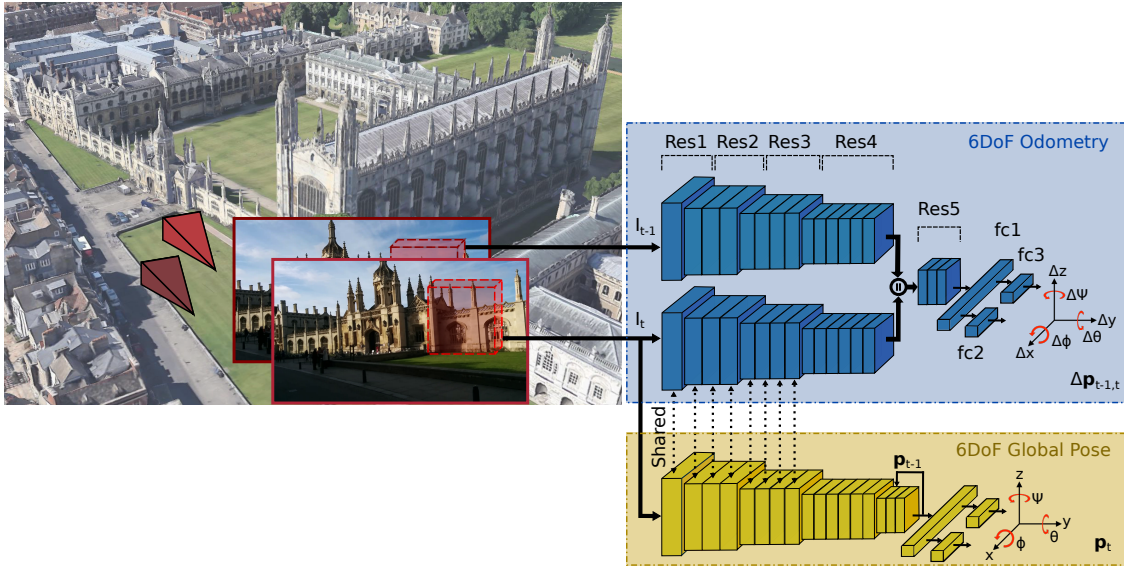 6DoF Odometry
Res1
Res2
Res3
Res4
Res5
I_{t-1}
I_t
fc1
fc3
fc2
Δz
ΔΨ
Δy
Δθ
Δx
Δϕ
Δp_{t-1,t}
Shared
6DoF Global Pose
p_{t-1}
z
Ψ
y
θ
x
ϕ
p_t